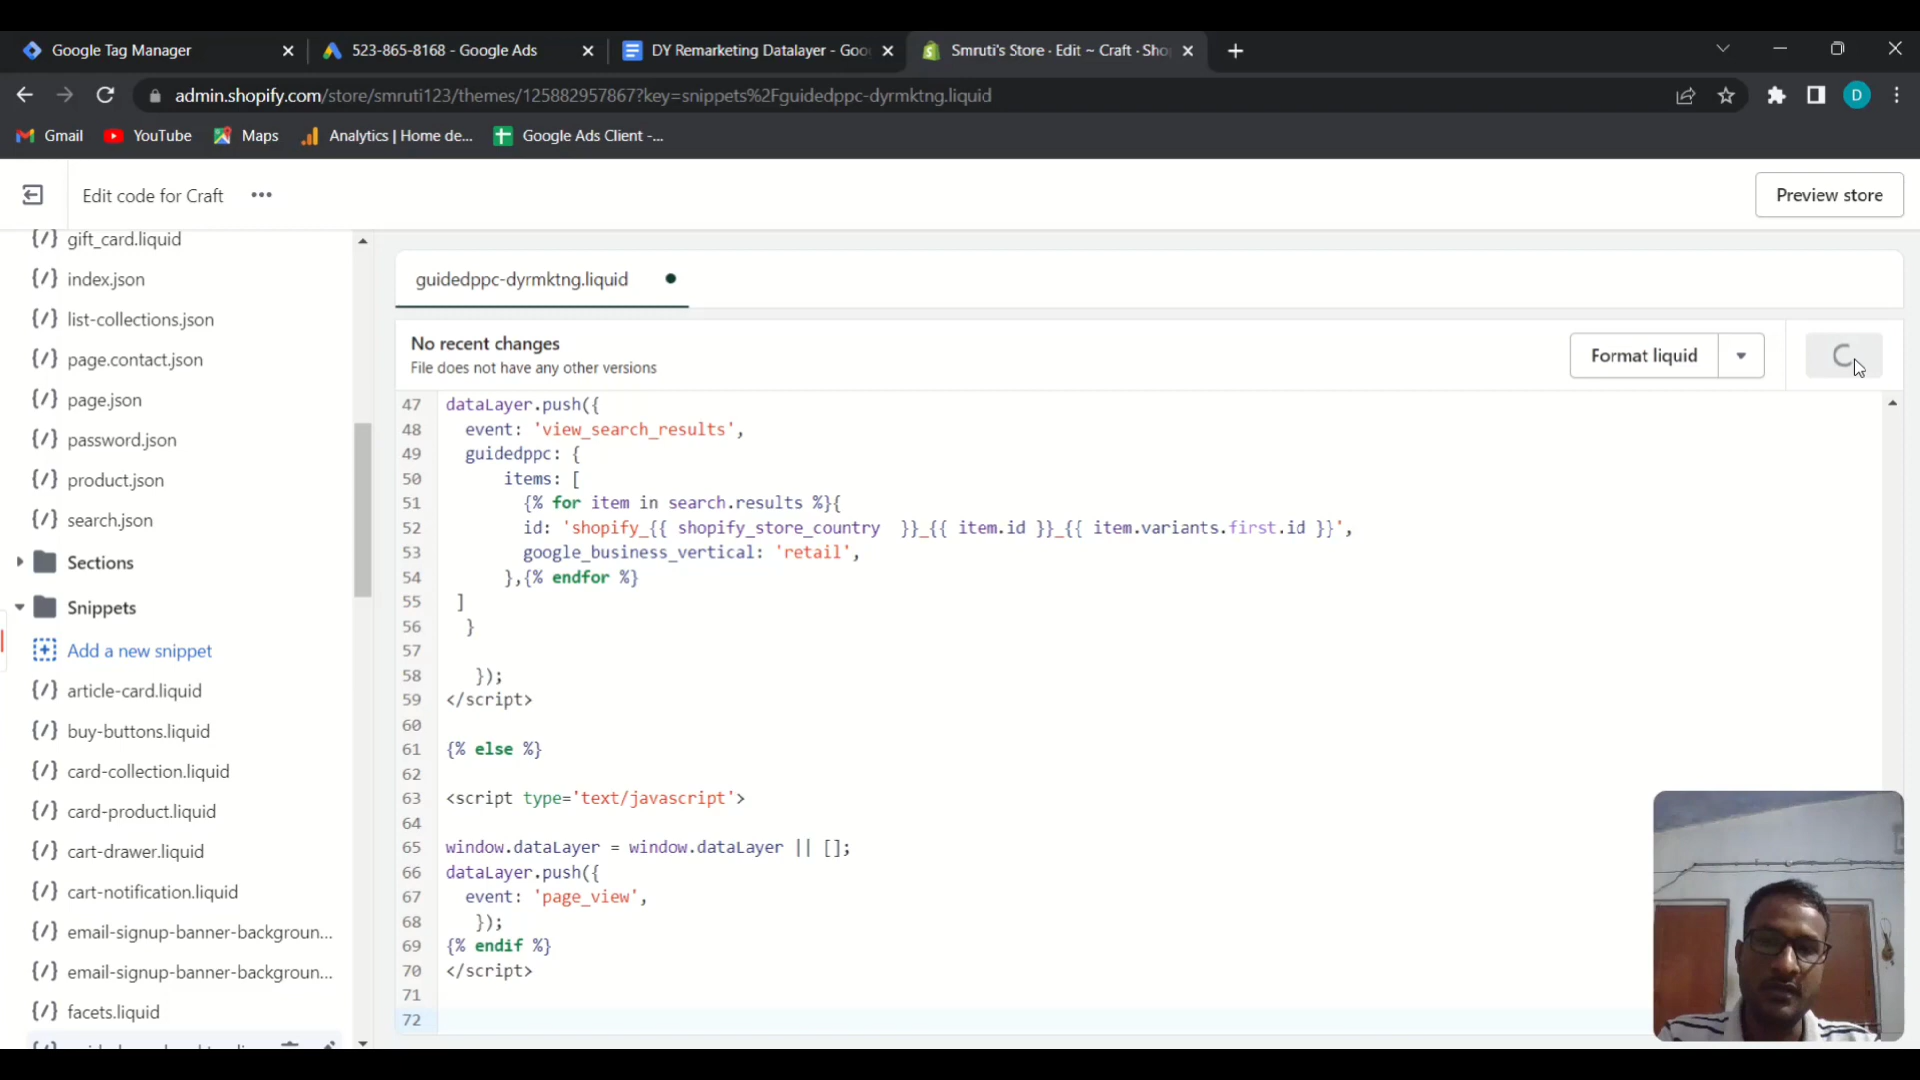 Google Tag Manager
523-865-8168 - Google Ads
DY Remarketing Datalayer - Goo
Smruti's Store · Edit ~ Craft · Sho
admin.shopify.com/store/smruti123/themes/125882957867?key=snippets%2Fguidedppc-dyrmktng.liquid
D
Gmail
YouTube
Maps
Analytics | Home de...
Google Ads Client -...
Edit code for Craft
Preview store
gift_card.liquid
index.json
list-collections.json
page.contact.json
page.json
password.json
product.json
search.json
Sections
Snippets
Add a new snippet
article-card.liquid
buy-buttons.liquid
card-collection.liquid
card-product.liquid
cart-drawer.liquid
cart-notification.liquid
email-signup-banner-backgroun...
email-signup-banner-backgroun...
facets.liquid
guidedppc-dyrmktng.liquid
No recent changes
File does not have any other versions
Format liquid
47 dataLayer.push({
48 event: 'view_search_results',
49 guidedppc: {
50 items: [
51 {% for item in search.results %}{
52 id: 'shopify_{{ shopify_store_country }}_{{ item.id }}_{{ item.variants.first.id }}',
53 google_business_vertical: 'retail',
54 },{% endfor %}
55 ]
56 }
57
58 });
59 </script>
60
61 {% else %}
62
63 <script type='text/javascript'>
64
65 window.dataLayer = window.dataLayer || [];
66 dataLayer.push({
67 event: 'page_view',
68 });
69 {% endif %}
70 </script>
71
72